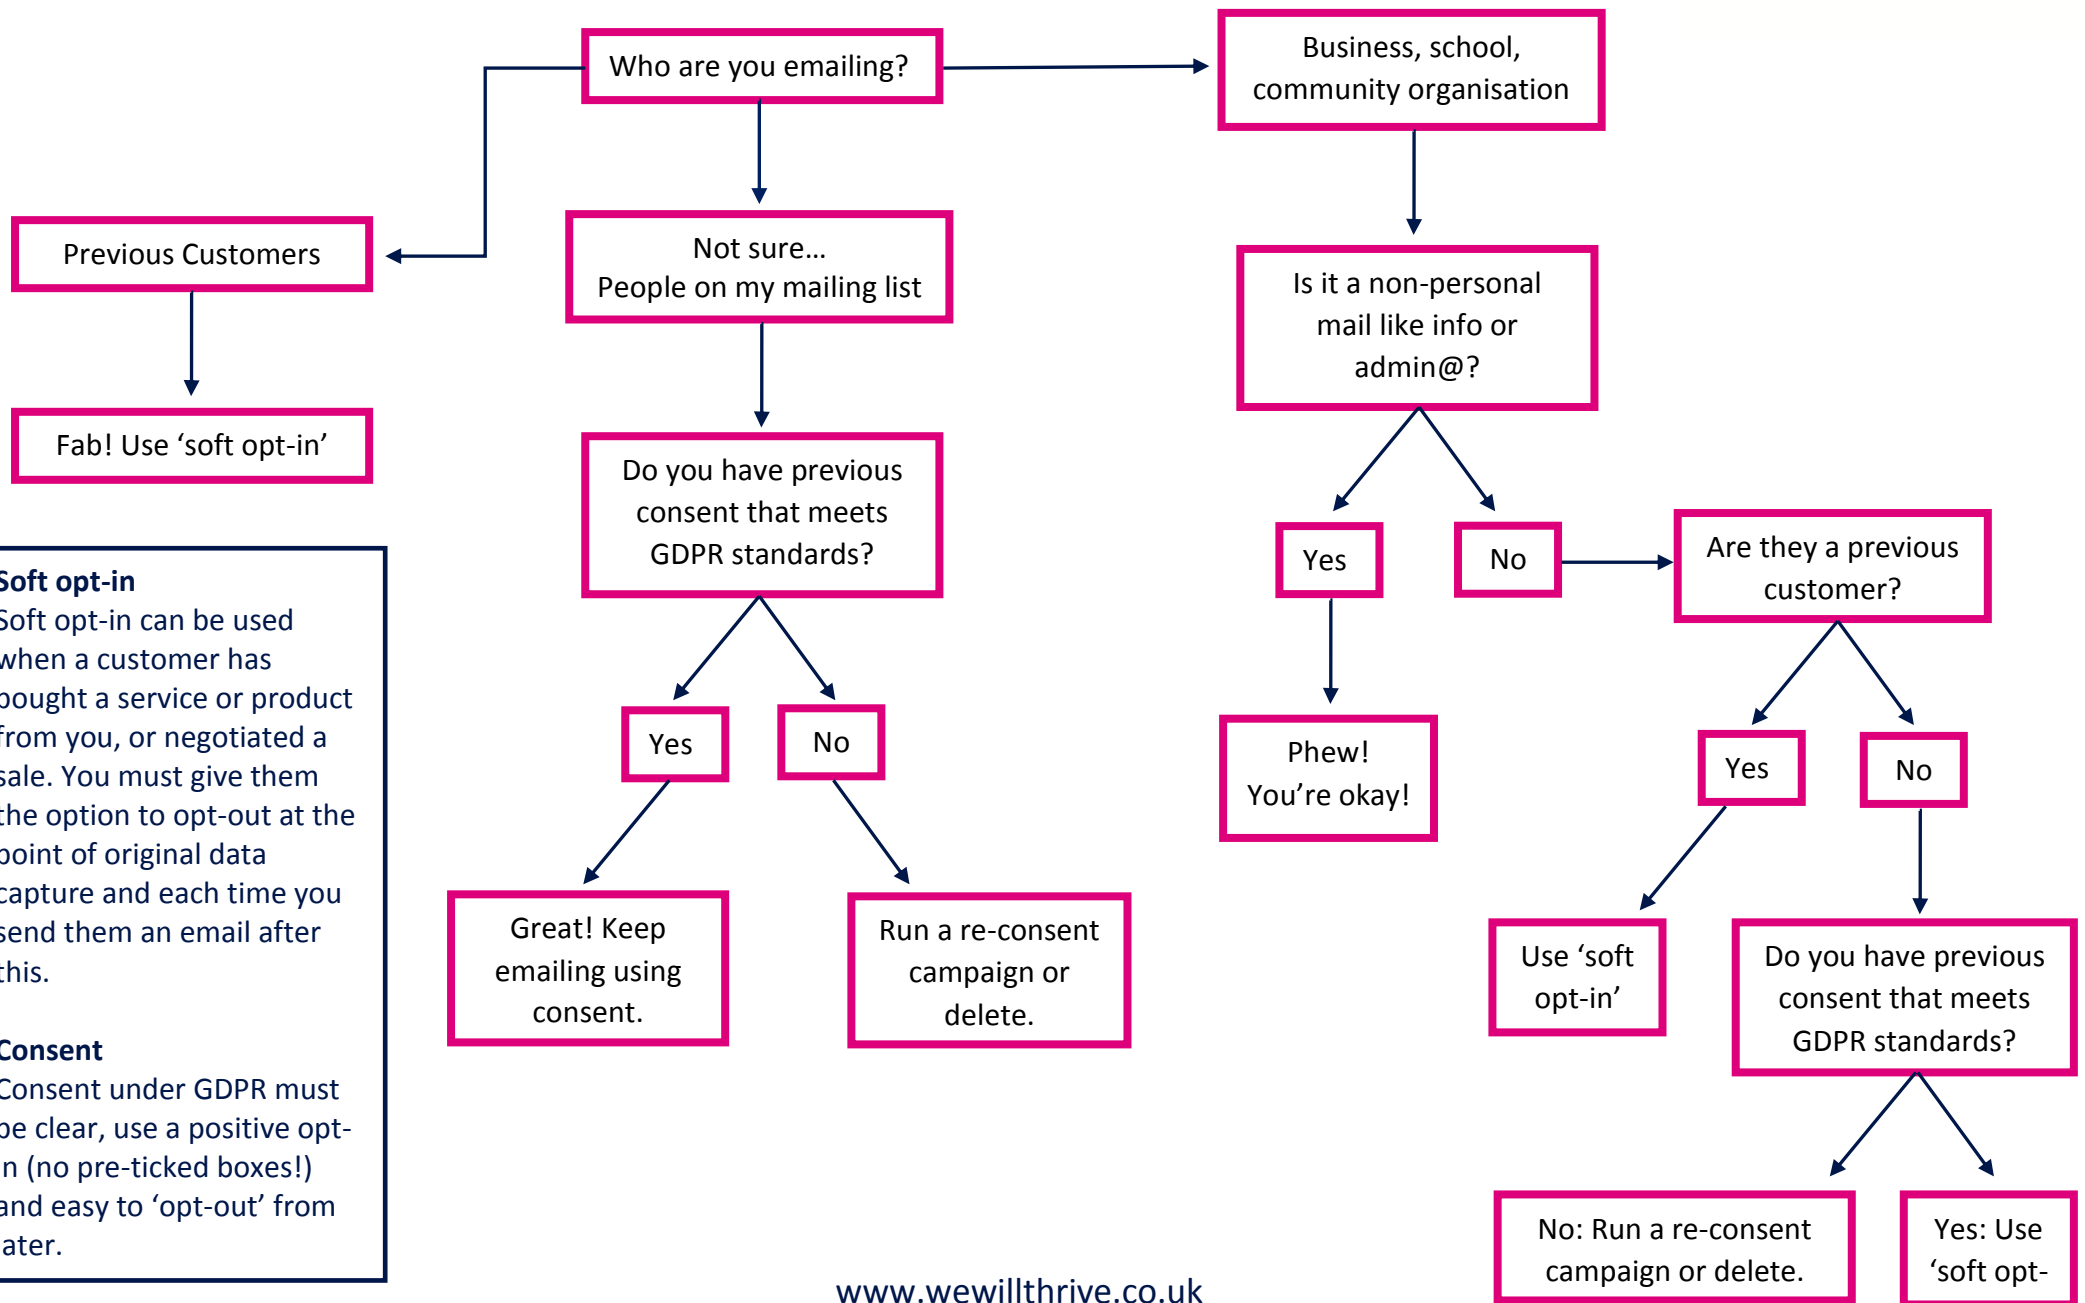 Who are you emailing?
Business, school,
community organisation
Previous Customers
Not sure...
People on my mailing list
Is it a non-personal
mail like info or
admin@?
Fab! Use ‘soft opt-in’
Do you have previous
consent that meets
GDPR standards?
Yes
No
Are they a previous
customer?
Soft opt-in
Soft opt-in can be used
when a customer has
bought a service or product
from you, or negotiated a
sale. You must give them
the option to opt-out at the
point of original data
capture and each time you
send them an email after
this.
Consent
Consent under GDPR must
be clear, use a positive opt-
in (no pre-ticked boxes!)
and easy to ‘opt-out’ from
later.
Yes
No
Phew!
You’re okay!
Yes
No
Great! Keep
emailing using
consent.
Run a re-consent
campaign or
delete.
Use ‘soft
opt-in’
Do you have previous
consent that meets
GDPR standards?
No: Run a re-consent
campaign or delete.
Yes: Use
‘soft opt-
www.wewillthrive.co.uk